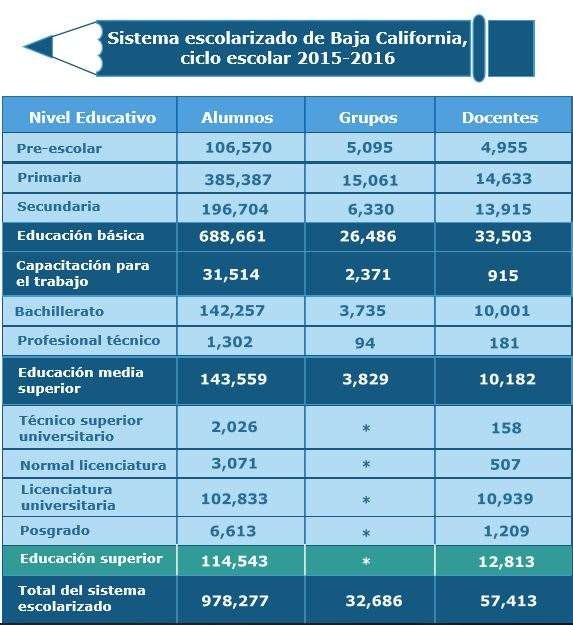 Sistema escolarizado de Baja California,
ciclo escolar 2015-2016
Nivel Educativo Alumnos Grupos Docentes
Pre-escolar 106,570 5,095 4,955
Primaria 385,387 15,061 14,633
Secundaria 196,704 6,330 13,915
Educación básica 688,661 26,486 33,503
Capacitación para
el trabajo 31,514 2,371 915
Bachillerato 142,257 3,735 10,001
Profesional técnico 1,302 94 181
Educación media
superior 143,559 3,829 10,182
Técnico superior
universitario 2,026 * 158
Normal licenciatura 3,071 * 507
Licenciatura
universitaria 102,833 * 10,939
Posgrado 6,613 * 1,209
Educación superior 114,543 * 12,813
Total del sistema
escolarizado 978,277 32,686 57,413